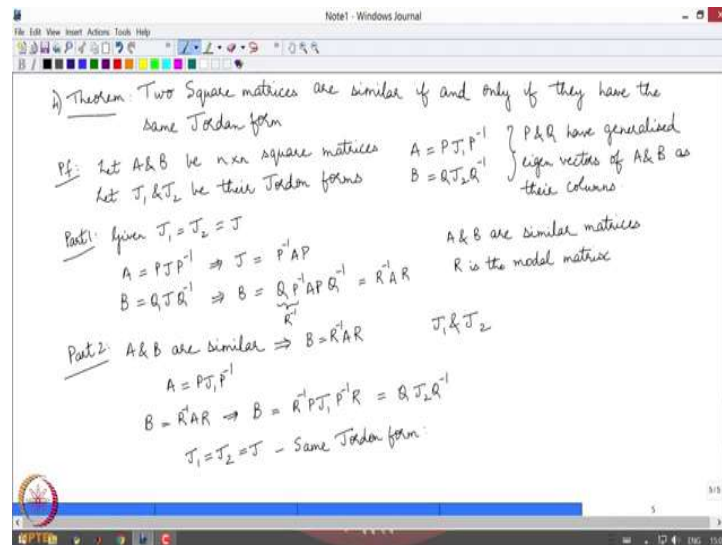 Note1 - Windows Journal
File Edit View Insert Actions Tools Help
4) Theorem: Two Square matrices are similar if and only if they have the
same Jordan form
Pf: Let A & B be n×n square matrices
Let J₁ & J₂ be their Jordan forms
A = PJ₁P⁻¹
B = QJ₂Q⁻¹
} P & Q have generalised
eigen vectors of A & B as
their columns
Part 1: Given J₁ = J₂ = J
A = PJP⁻¹ ⇒ J = P⁻¹AP
B = QJQ⁻¹ ⇒ B = QP⁻¹APQ⁻¹ = R⁻¹AR
R⁻¹
A & B are similar matrices
R is the modal matrix
Part 2: A & B are similar ⇒ B = R⁻¹AR J₁ & J₂
A = PJ₁P⁻¹
B = R⁻¹AR ⇒ B = R⁻¹PJ₁P⁻¹R = QJ₂Q⁻¹
J₁ = J₂ = J – Same Jordan form.
5/5
5
NPTEL
ENG